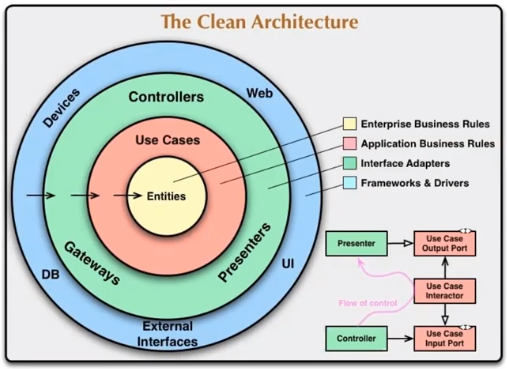 The Clean Architecture
Devices
Web
Controllers
Use Cases
Entities
Gateways
Presenters
DB
UI
External
Interfaces
Enterprise Business Rules
Application Business Rules
Interface Adapters
Frameworks & Drivers
Presenter
Use Case
Output Port
Use Case
Interactor
Flow of control
Controller
Use Case
Input Port